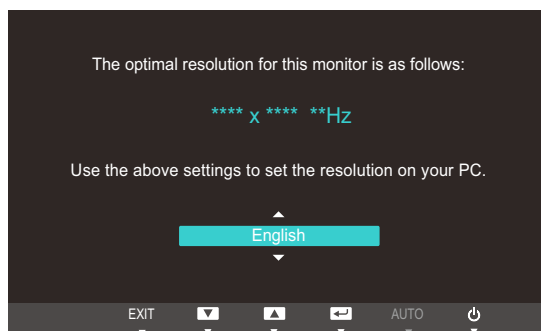 The optimal resolution for this monitor is as follows:
**** x **** **Hz
Use the above settings to set the resolution on your PC.
English
EXIT AUTO